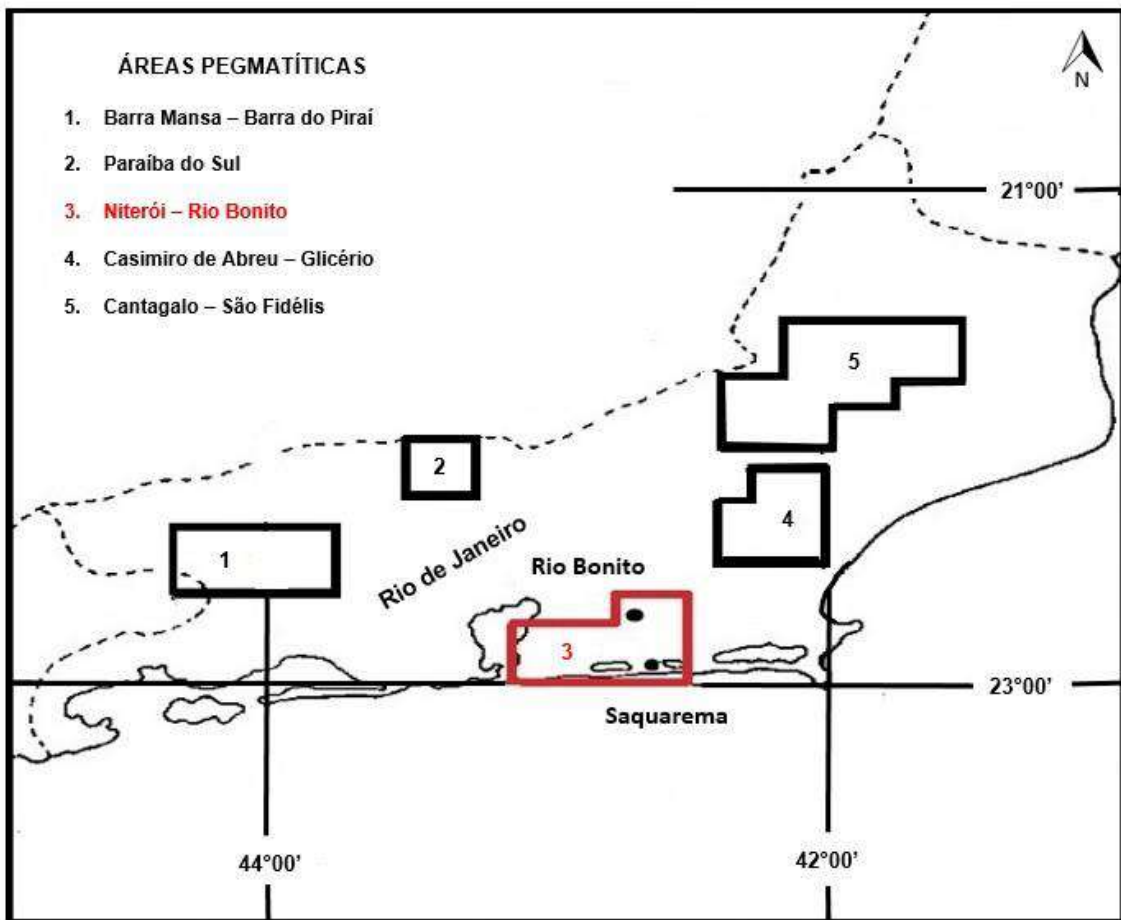 ÁREAS PEGMATÍTICAS
1. Barra Mansa – Barra do Piraí
2. Paraíba do Sul
3. Niterói – Rio Bonito
4. Casimiro de Abreu – Glicério
5. Cantagalo – São Fidélis
N
21°00’
5
2
4
1
Rio de Janeiro
Rio Bonito
3
23°00’
Saquarema
44°00’
42°00’